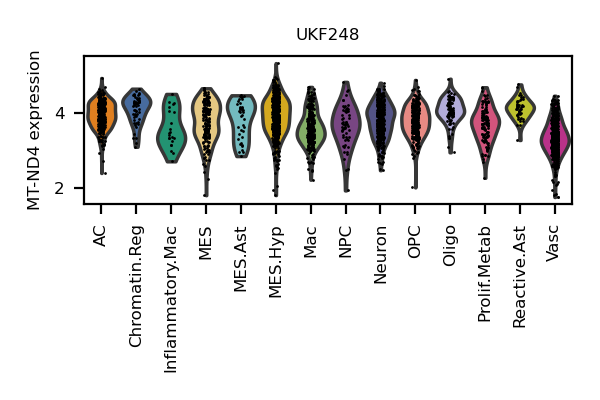 UKF248
MT-ND4 expression
4
2
AC
Chromatin.Reg
Inflammatory.Mac
MES
MES.Ast
MES.Hyp
Mac
NPC
Neuron
OPC
Oligo
Prolif.Metab
Reactive.Ast
Vasc